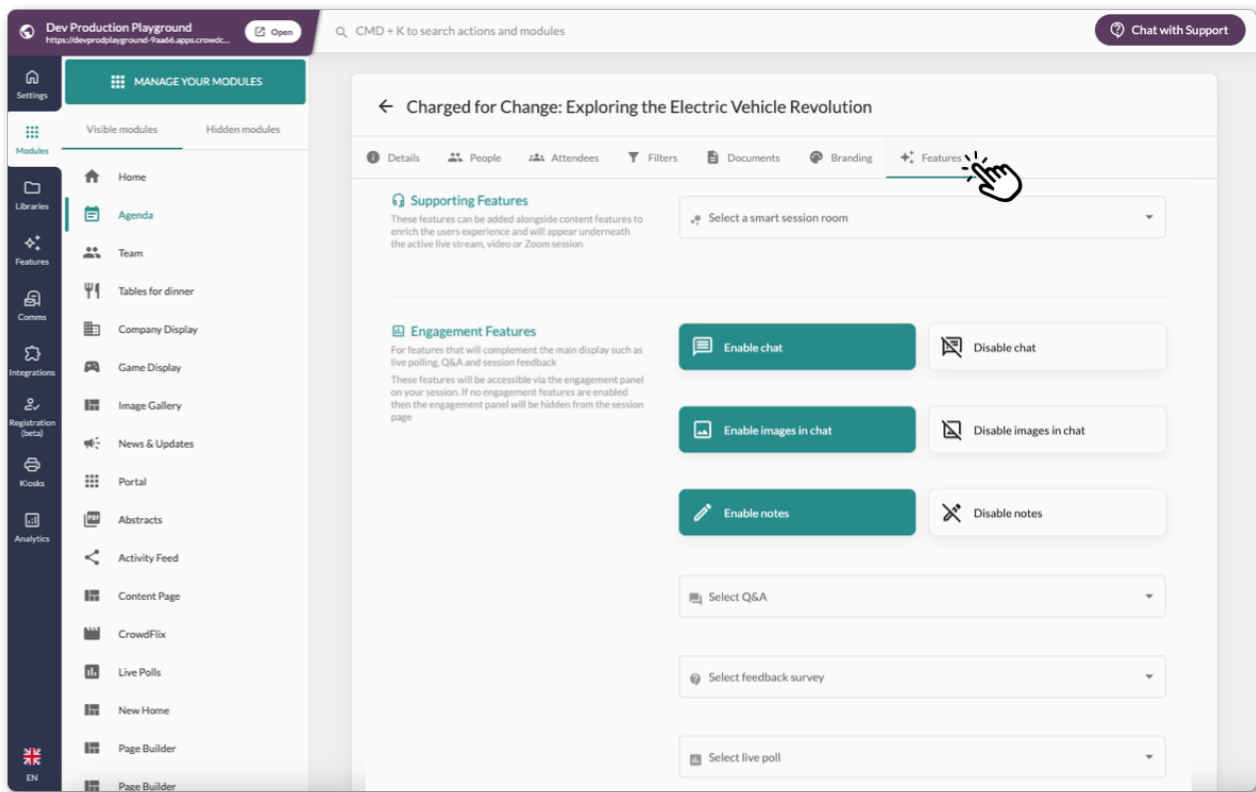 Dev Production Playground
https://devprodplayground-9aa66.apps.crowdc...
Open
CMD + K to search actions and modules
Chat with Support
Settings
Modules
Libraries
Features
Comms
Integrations
Registration
(beta)
Kiosks
Analytics
EN
MANAGE YOUR MODULES
Visible modules
Hidden modules
Home
Agenda
Team
Tables for dinner
Company Display
Game Display
Image Gallery
News & Updates
Portal
Abstracts
Activity Feed
Content Page
CrowdFlix
Live Polls
New Home
Page Builder
Page Builder
Charged for Change: Exploring the Electric Vehicle Revolution
Details
People
Attendees
Filters
Documents
Branding
Features
Supporting Features
These features can be added alongside content features to
enrich the users experience and will appear underneath
the active live stream, video or Zoom session
Select a smart session room
Engagement Features
For features that will complement the main display such as
live polling, Q&A and session feedback
These features will be accessible via the engagement panel
on your session. If no engagement features are enabled
then the engagement panel will be hidden from the session
page
Enable chat
Disable chat
Enable images in chat
Disable images in chat
Enable notes
Disable notes
Select Q&A
Select feedback survey
Select live poll